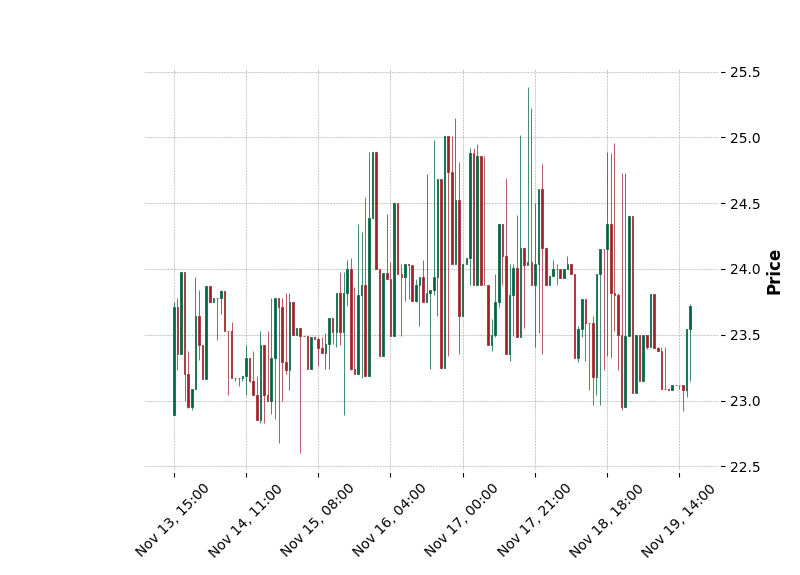 25.5
25.0
24.5
24.0
23.5
23.0
22.5
Price
Nov 13, 15:00
Nov 14, 11:00
Nov 15, 08:00
Nov 16, 04:00
Nov 17, 00:00
Nov 17, 21:00
Nov 18, 18:00
Nov 19, 14:00